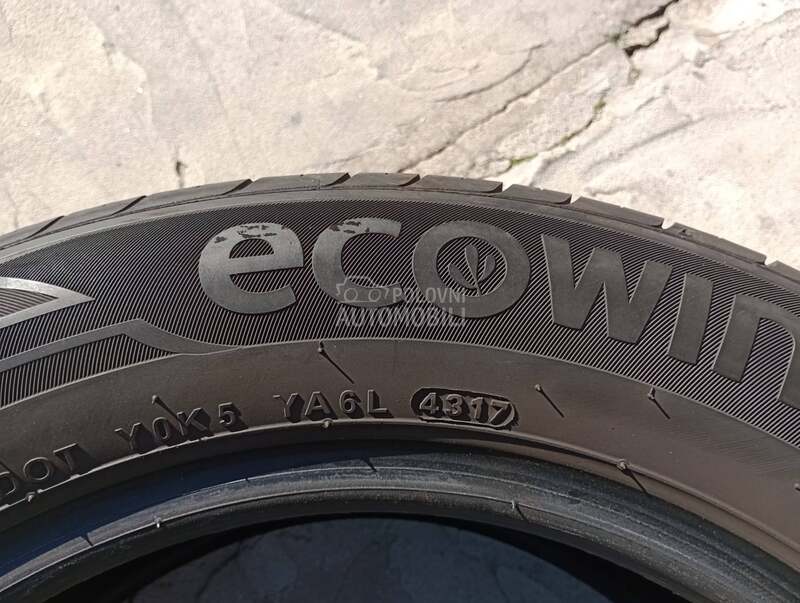 ecowin
POLOVNI
AUTOMOBILI
DOT Y0K5 YA6L 4317